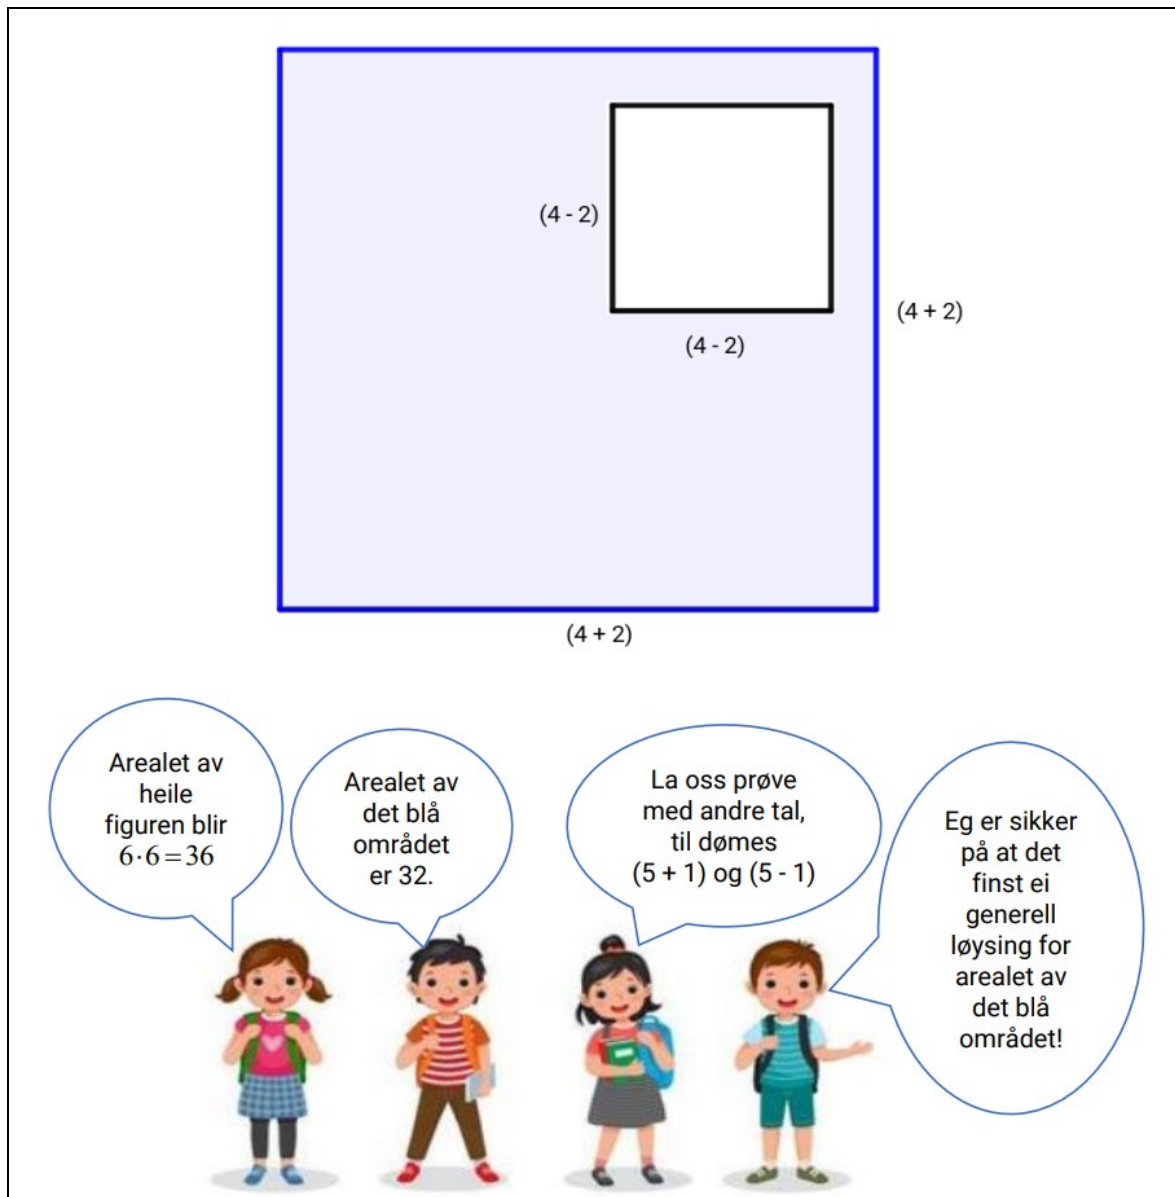 (4 - 2)
(4 + 2)
(4 - 2)
(4 + 2)
Arealet av
heile
figuren blir
6·6=36
Arealet av
det blå
området
er 32.
La oss prøve
med andre tal,
til dømes
(5 + 1) og (5 - 1)
Eg er sikker
på at det
finst ei
generell
løysing for
arealet av
det blå
området!